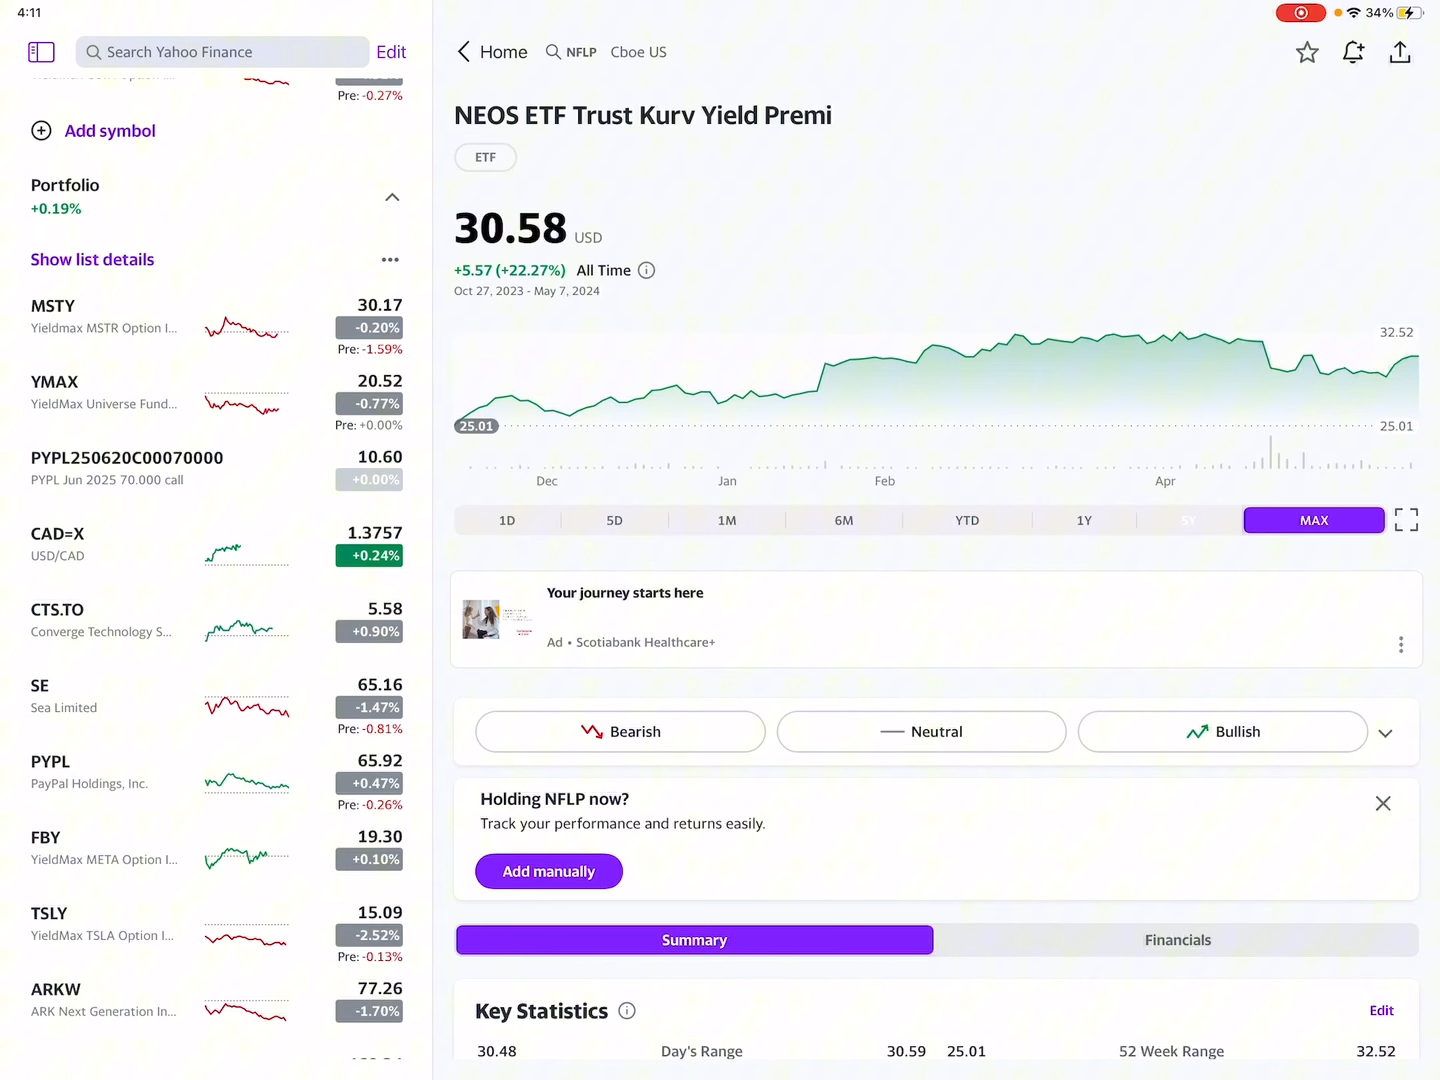 4:11
34%
Search Yahoo Finance
Edit
Pre: -0.27%
Add symbol
Portfolio
+0.19%
Show list details
MSTY
30.17
Yieldmax MSTR Option I...
-0.20%
Pre: -1.59%
YMAX
20.52
YieldMax Universe Fund...
-0.77%
Pre: +0.00%
PYPL250620C00070000
10.60
PYPL Jun 2025 70.000 call
+0.00%
CAD=X
1.3757
USD/CAD
+0.24%
CTS.TO
5.58
Converge Technology S...
+0.90%
SE
65.16
Sea Limited
-1.47%
Pre: -0.81%
PYPL
65.92
PayPal Holdings, Inc.
+0.47%
Pre: -0.26%
FBY
19.30
YieldMax META Option I...
+0.10%
TSLY
15.09
YieldMax TSLA Option I...
-2.52%
Pre: -0.13%
ARKW
77.26
ARK Next Generation In...
-1.70%
Home
NFLP Cboe US
NEOS ETF Trust Kurv Yield Premi
ETF
30.58 USD
+5.57 (+22.27%) All Time
Oct 27, 2023 - May 7, 2024
32.52
25.01
25.01
Dec Jan Feb Apr
1D 5D 1M 6M YTD 1Y 5Y MAX
Your journey starts here
Ad • Scotiabank Healthcare+
Bearish
Neutral
Bullish
Holding NFLP now?
Track your performance and returns easily.
Add manually
Summary
Financials
Key Statistics
Edit
30.48 Day's Range 30.59
25.01 52 Week Range 32.52